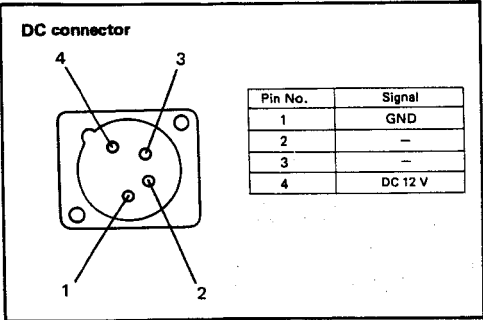 DC connector
4 3
1 2
Pin No. Signal
1 GND
2 —
3 —
4 DC 12 V